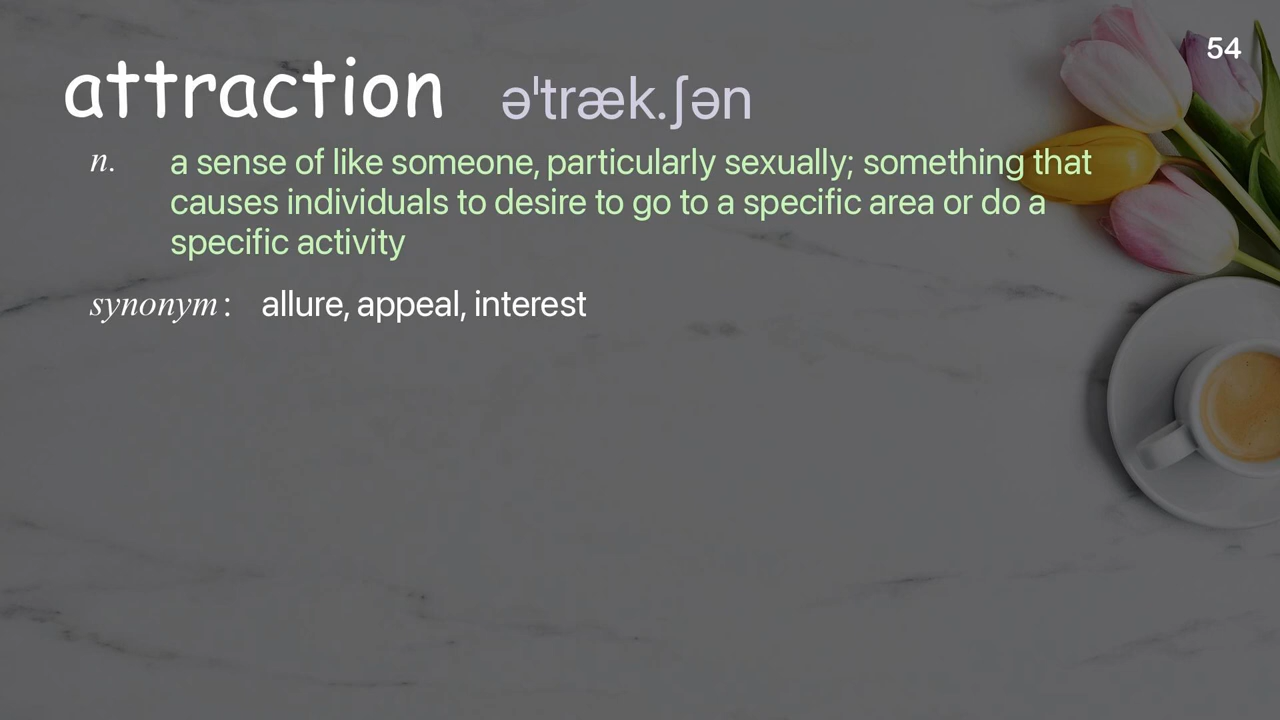 54
attraction əˈtræk.ʃən
n. a sense of like someone, particularly sexually; something that
causes individuals to desire to go to a specific area or do a
specific activity
synonym: allure, appeal, interest